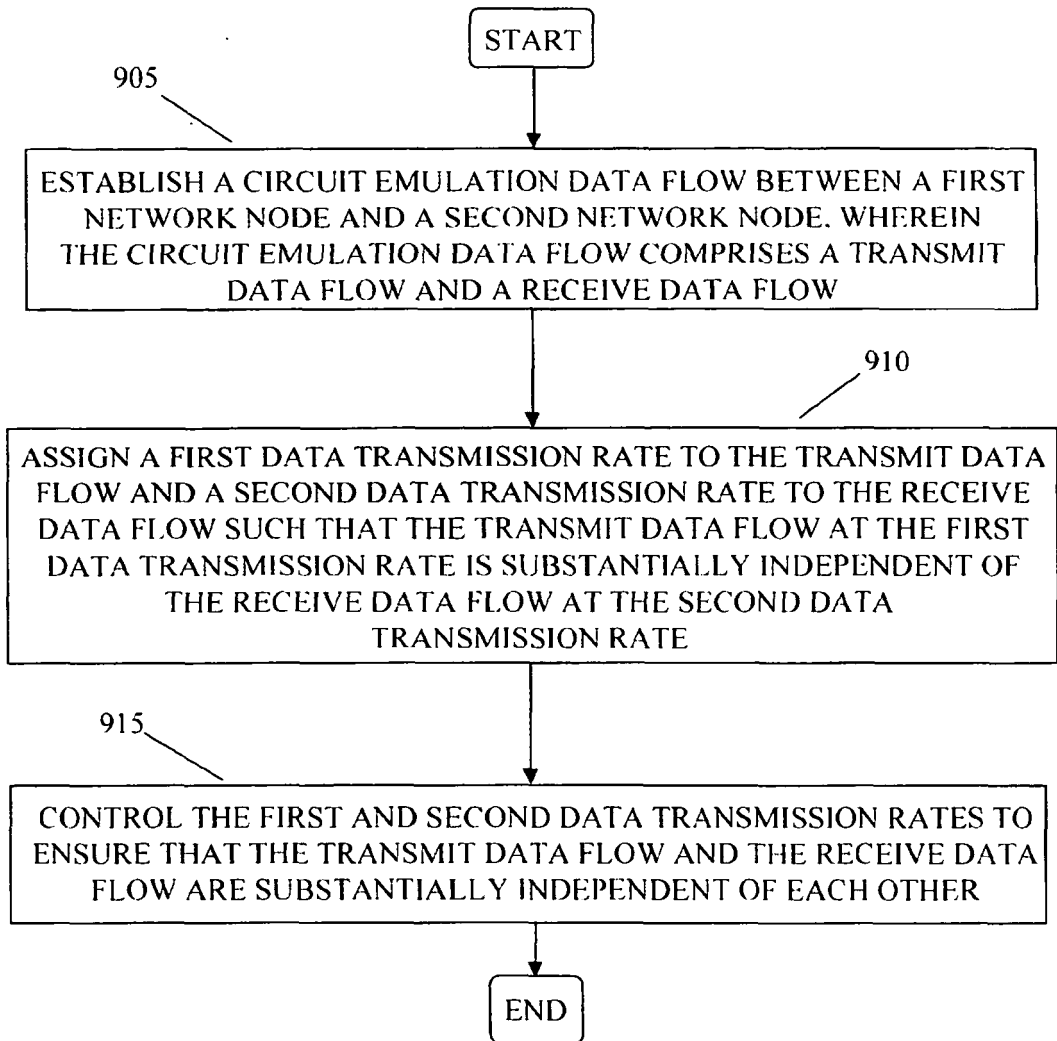 START
905
ESTABLISH A CIRCUIT EMULATION DATA FLOW BETWEEN A FIRST
NETWORK NODE AND A SECOND NETWORK NODE, WHEREIN
THE CIRCUIT EMULATION DATA FLOW COMPRISES A TRANSMIT
DATA FLOW AND A RECEIVE DATA FLOW
910
ASSIGN A FIRST DATA TRANSMISSION RATE TO THE TRANSMIT DATA
FLOW AND A SECOND DATA TRANSMISSION RATE TO THE RECEIVE
DATA FLOW SUCH THAT THE TRANSMIT DATA FLOW AT THE FIRST
DATA TRANSMISSION RATE IS SUBSTANTIALLY INDEPENDENT OF
THE RECEIVE DATA FLOW AT THE SECOND DATA
TRANSMISSION RATE
915
CONTROL THE FIRST AND SECOND DATA TRANSMISSION RATES TO
ENSURE THAT THE TRANSMIT DATA FLOW AND THE RECEIVE DATA
FLOW ARE SUBSTANTIALLY INDEPENDENT OF EACH OTHER
END